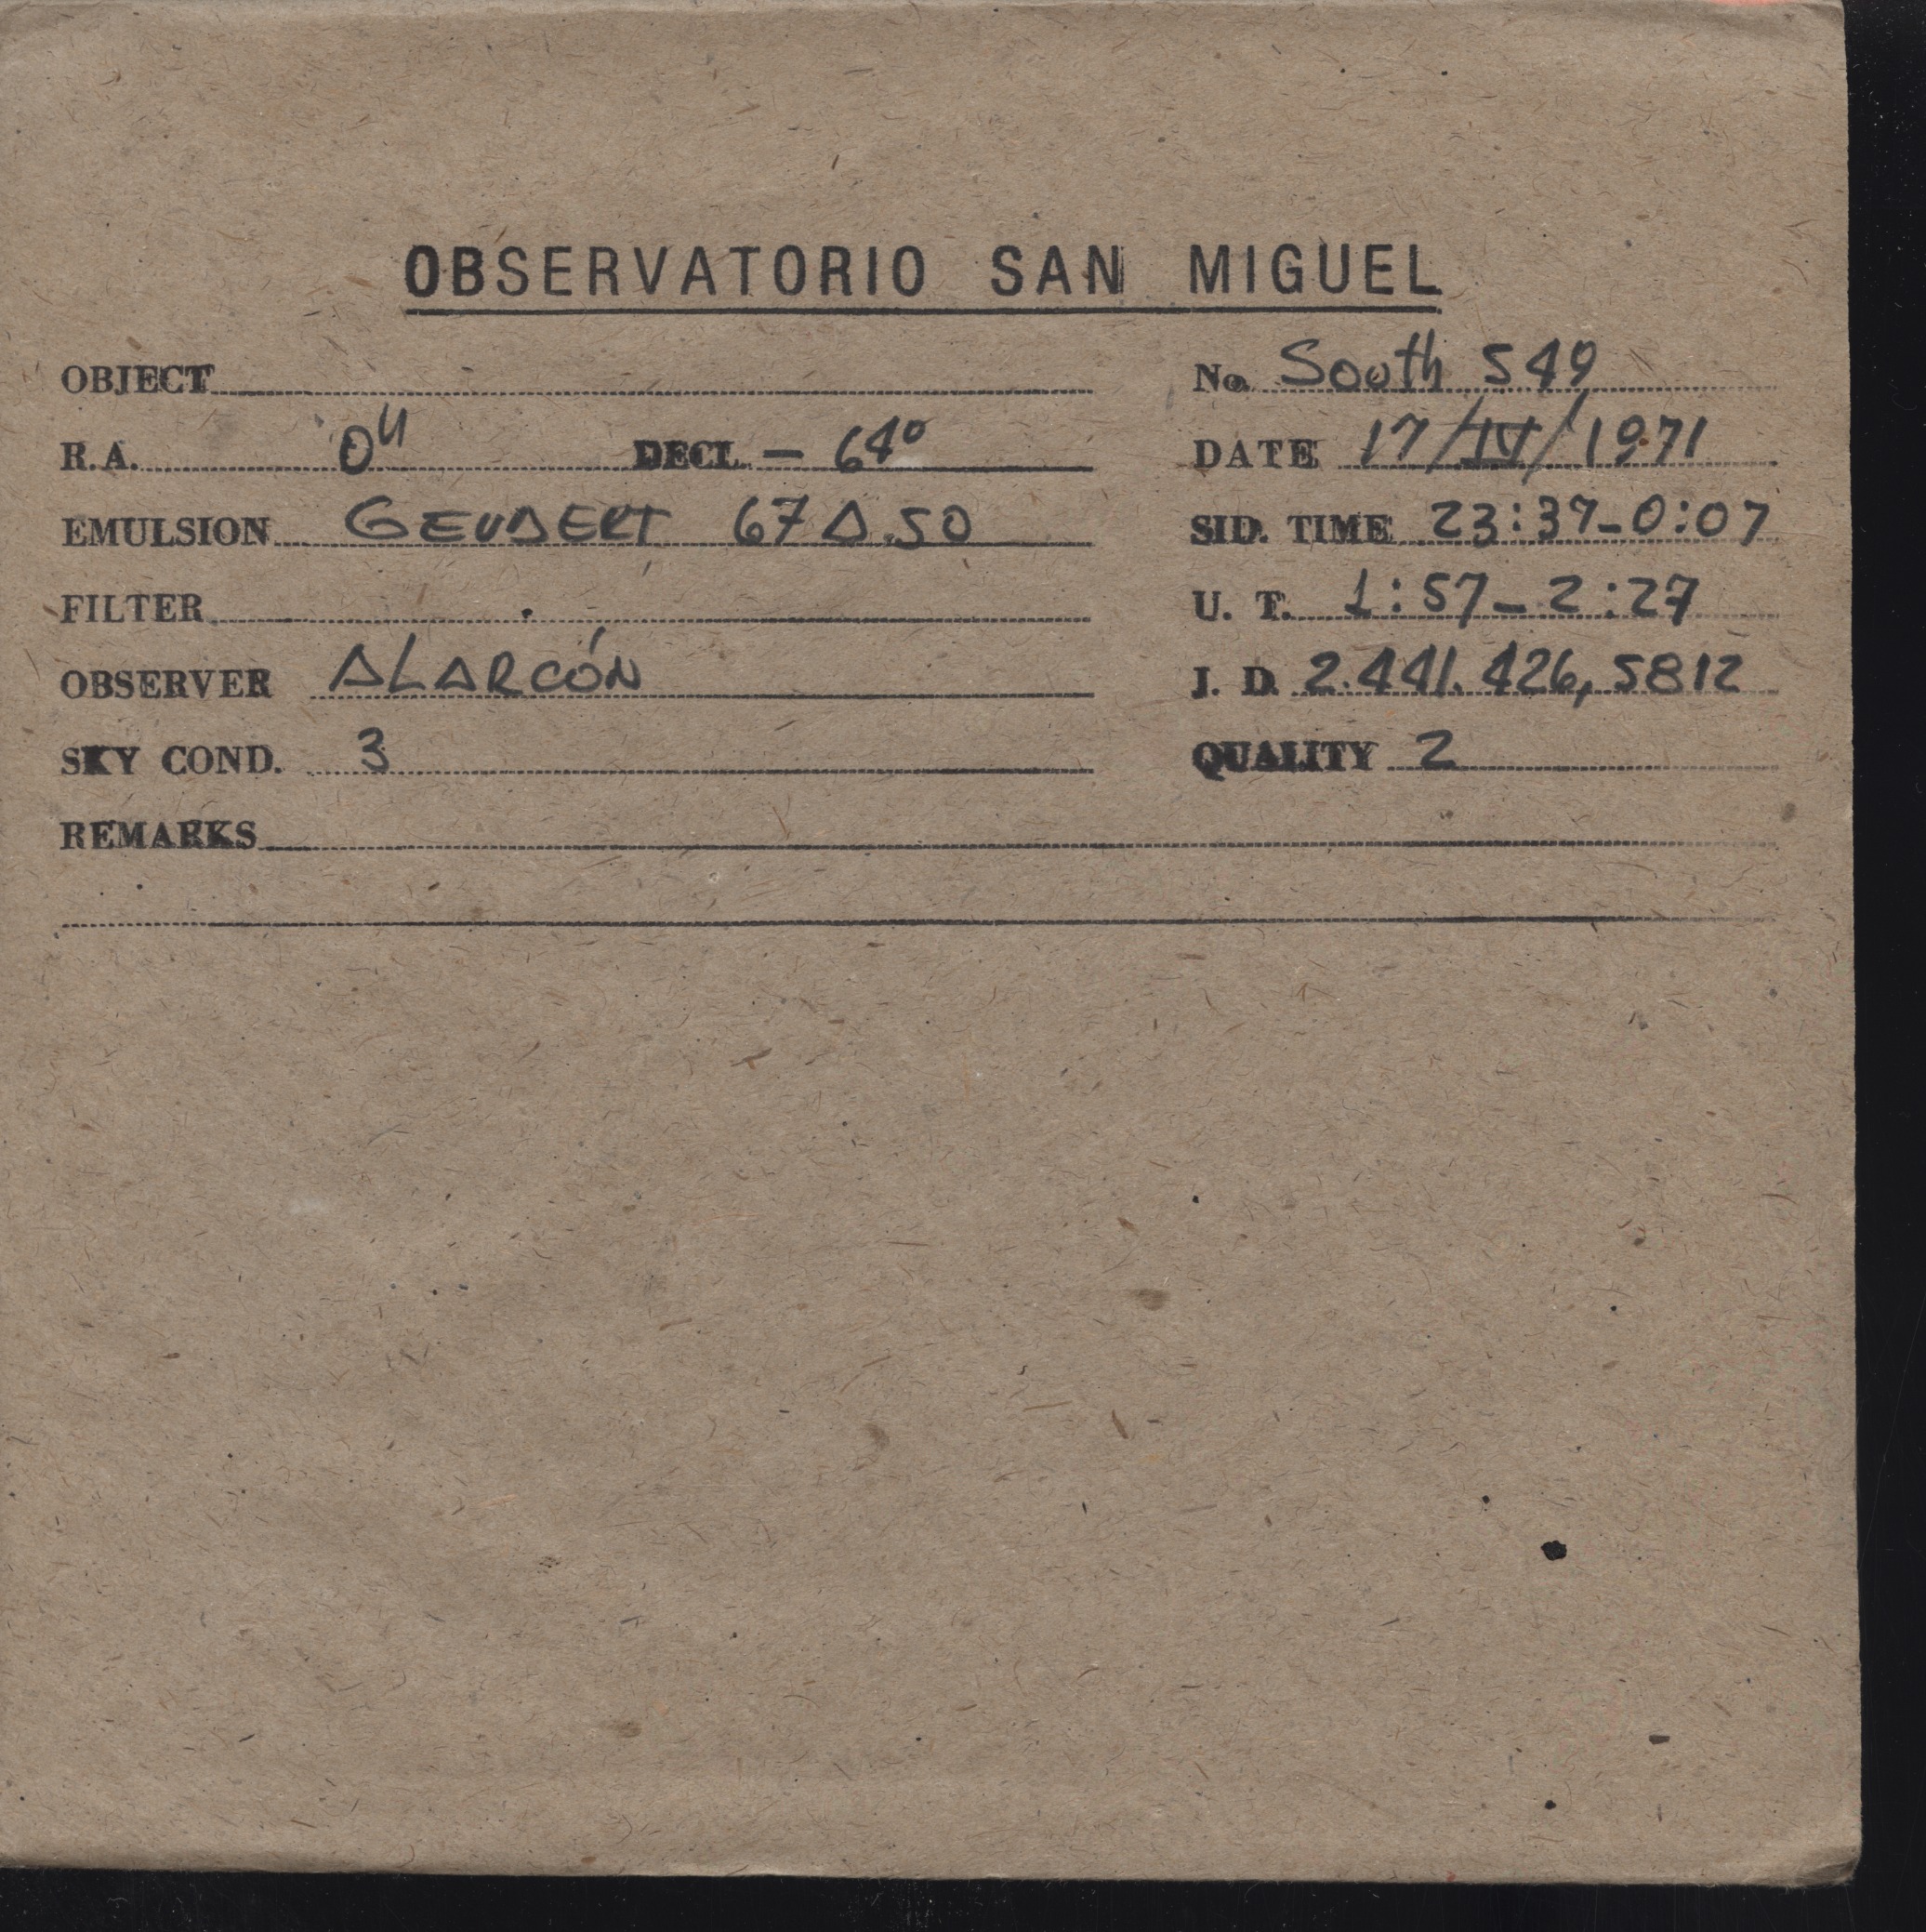 OBSERVATORIO SAN MIGUEL
OBJECT
No. South 549
R.A. 0H DECL. - 64°
DATE 17/IV/1971
EMULSION GEVAERT 67A.50
SID. TIME 23:37-0:07
FILTER
U. T. 1:57-2:27
OBSERVER ALARCÓN
J. D. 2.441.426,5812
SKY COND. 3
QUALITY 2
REMARKS